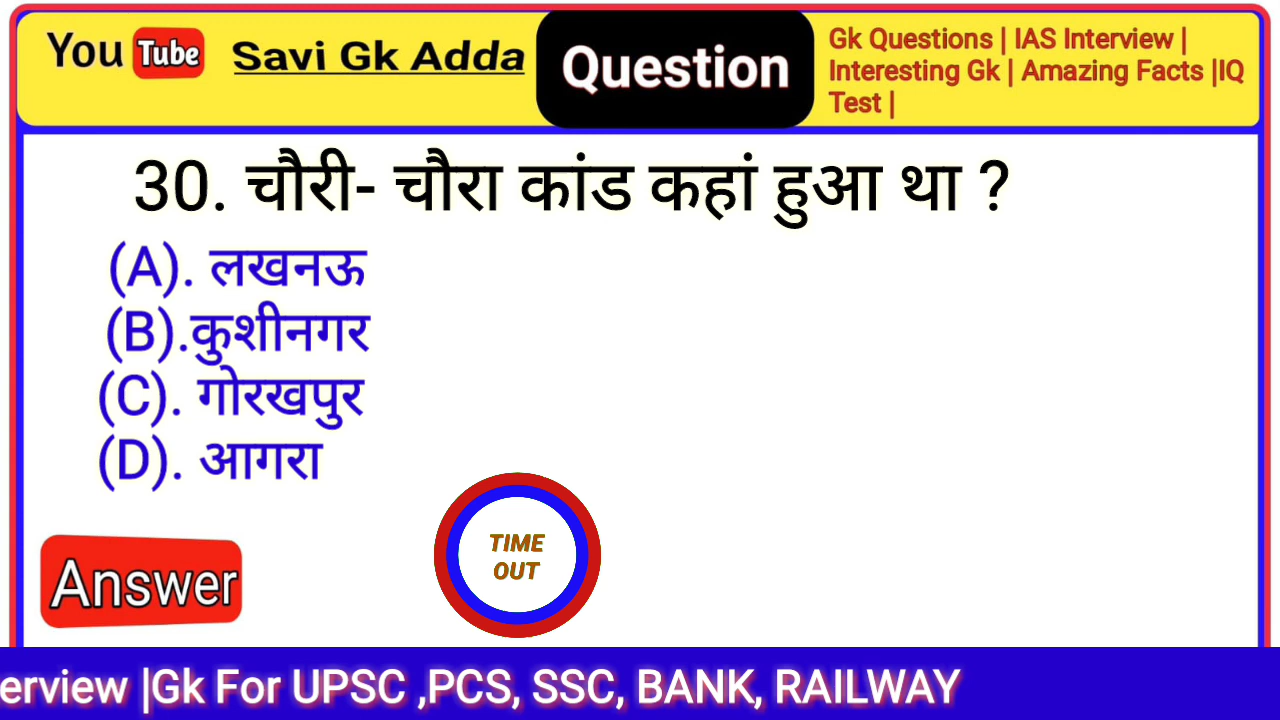 You Tube Savi Gk Adda
Question
Gk Questions | IAS Interview |
Interesting Gk | Amazing Facts |IQ
Test |
30. चौरी- चौरा कांड कहां हुआ था ?
(A). लखनऊ
(B).कुशीनगर
(C). गोरखपुर
(D). आगरा
TIME
OUT
Answer
erview |Gk For UPSC ,PCS, SSC, BANK, RAILWAY